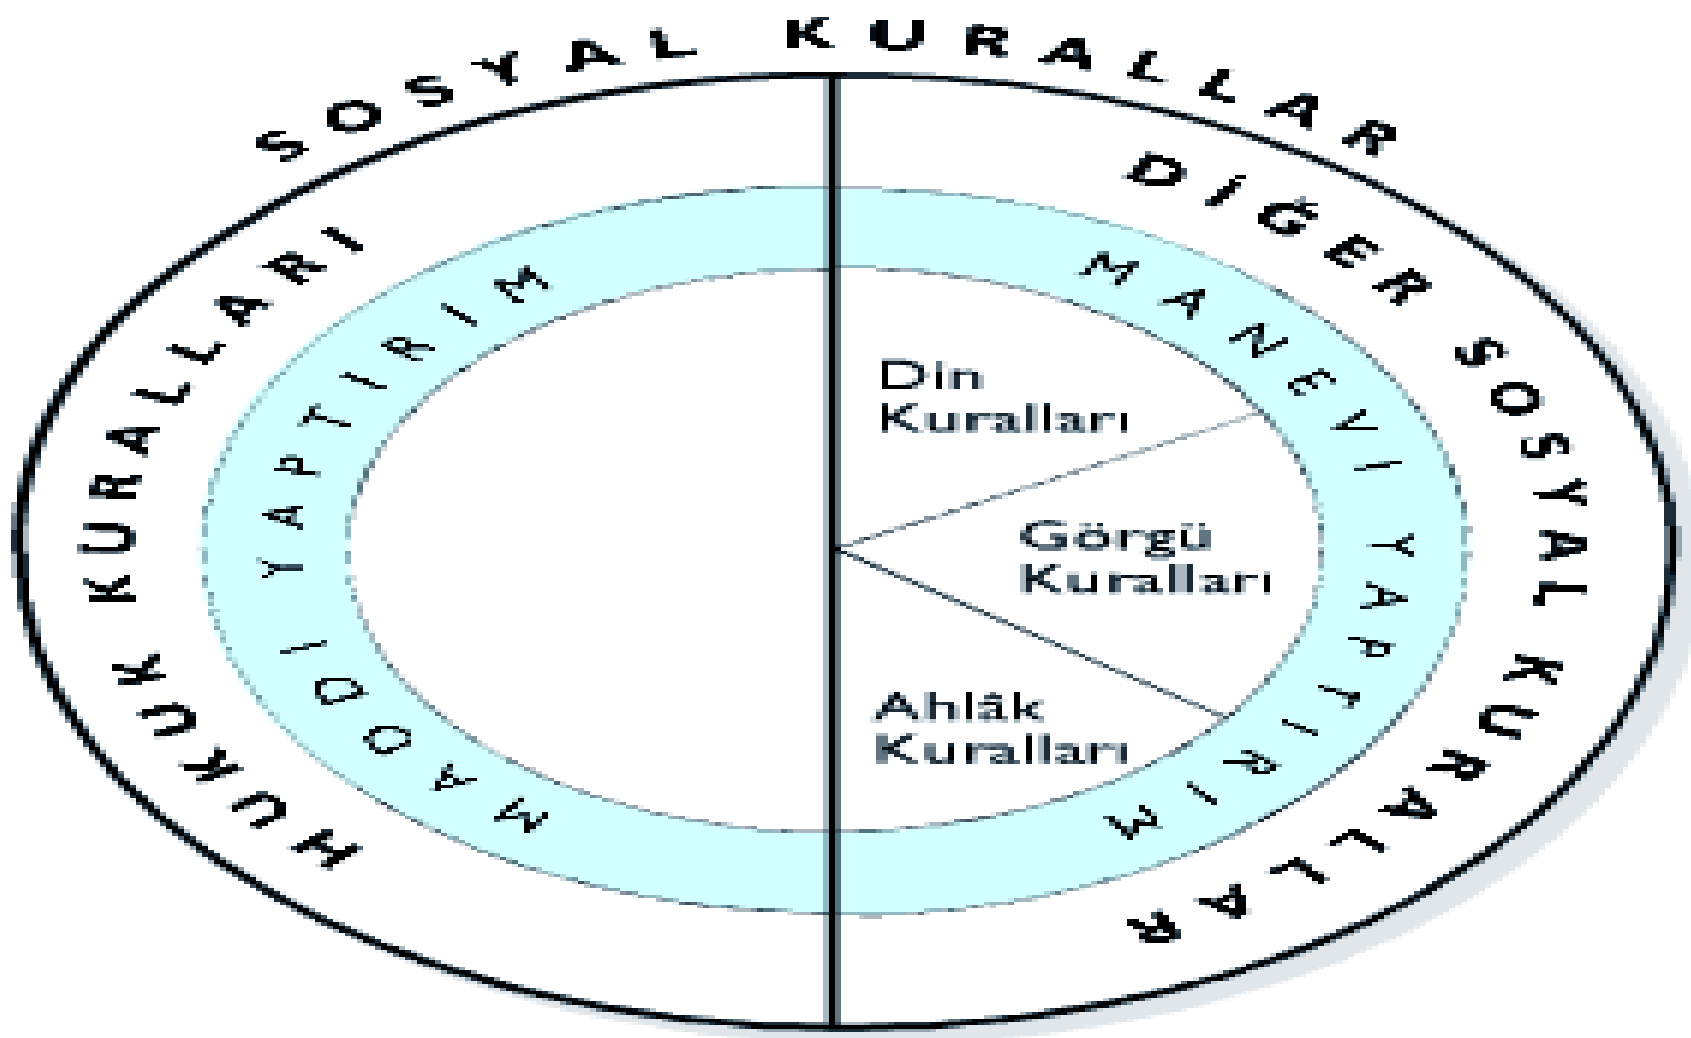 SOSYAL KURALLAR
HUKUK KURALLARI
DİĞER SOSYAL KURALLAR
MADDI YAPTIRIM
MANEVI YAPTIRIM
Din
Kuralları
Görgü
Kuralları
Ahlâk
Kuralları